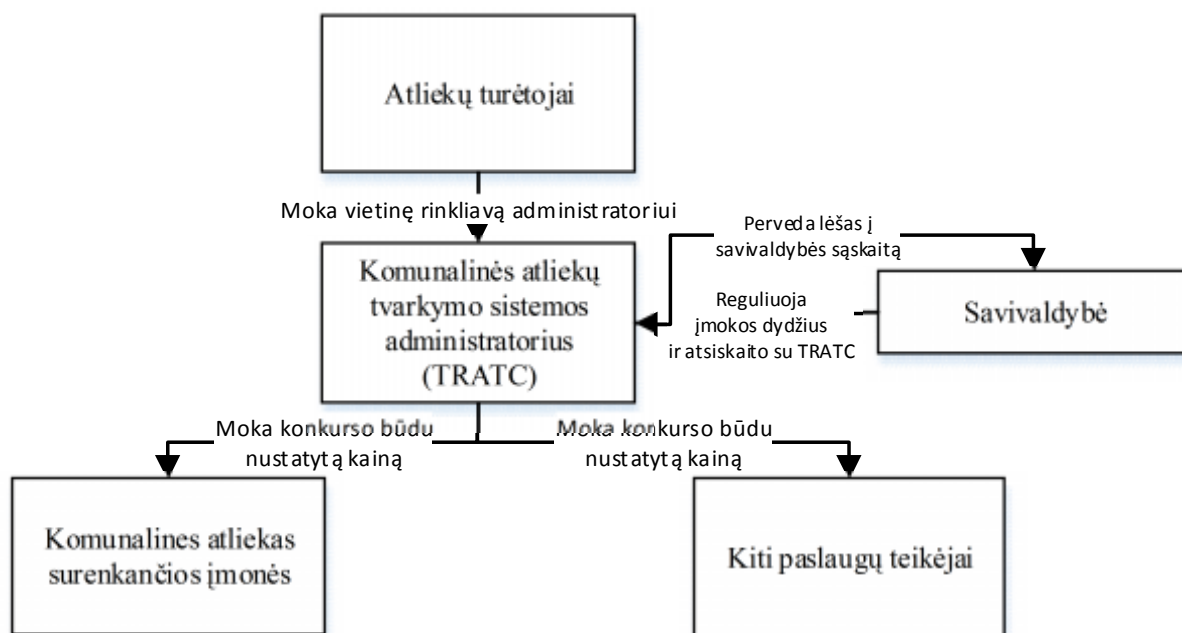 Atliekų turėtojai
Moka vietinę rinkliavą administratoriui
Perveda lėšas į
savivaldybės sąskaitą
Komunalinės atliekų
tvarkymo sistemos
administratorius
(TRATC)
Reguliuoja
įmokos dydžius
ir atsiskaito su TRATC
Savivaldybė
Moka konkurso būdu
nustatytą kainą
Moka konkurso būdu
nustatytą kainą
Komunalines atliekas
surenkančios įmonės
Kiti paslaugų teikėjai